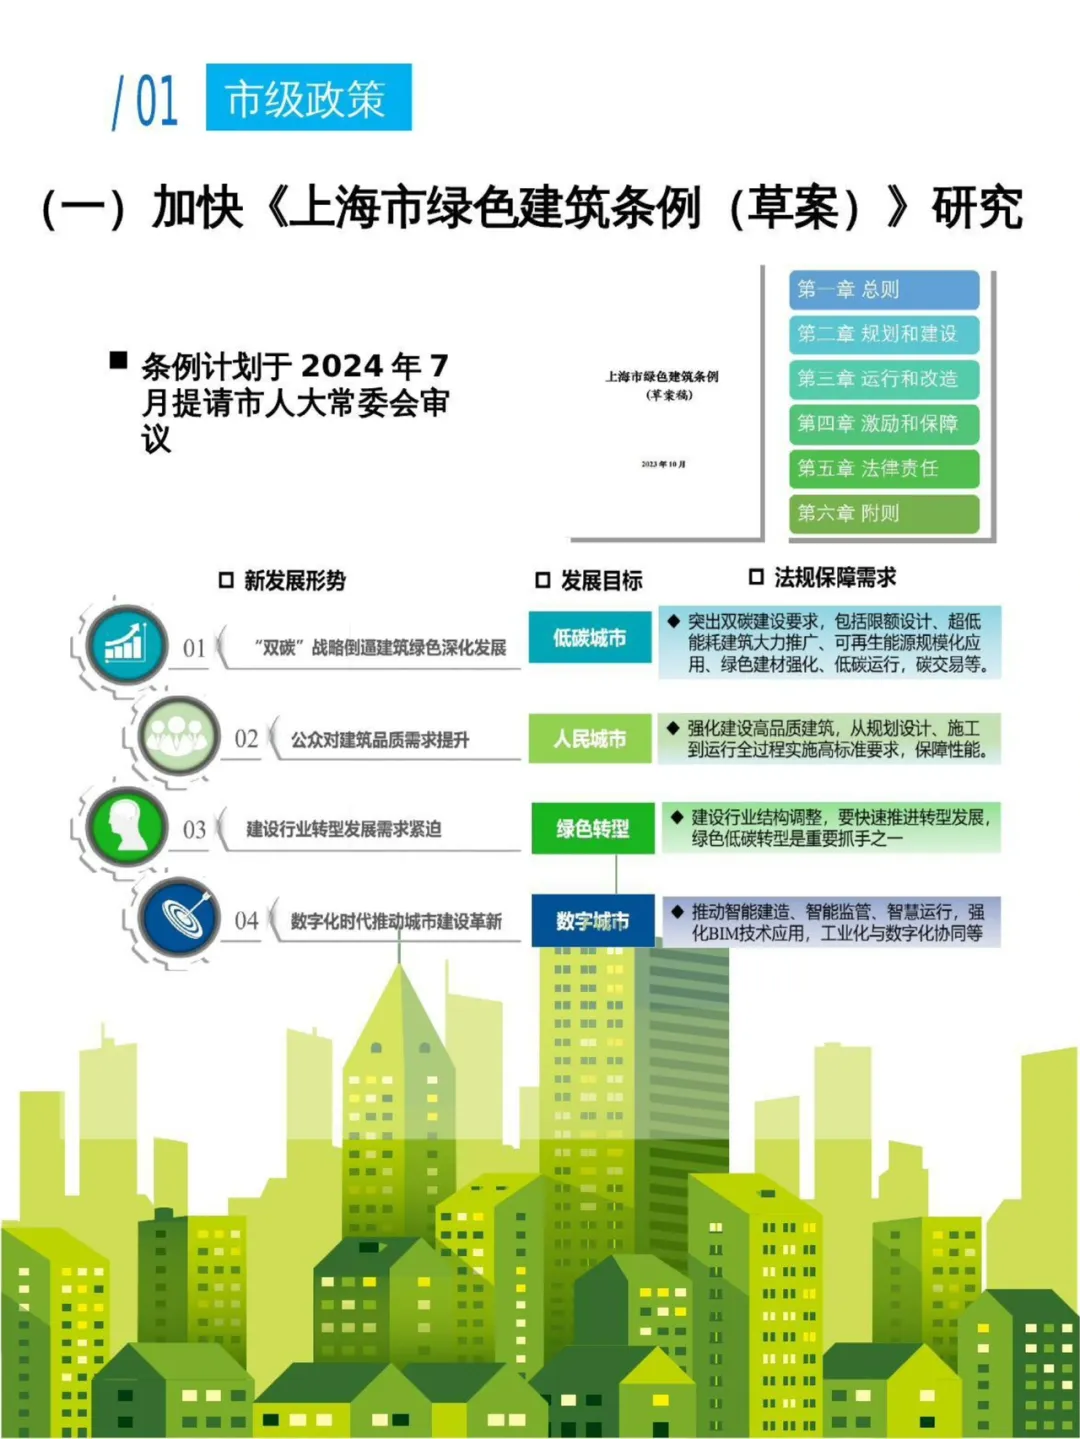 / 01
市级政策
（一）加快《上海市绿色建筑条例（草案）》研究
■ 条例计划于 2024 年 7
月提请市人大常委会审
议
上海市绿色建筑条例
(草案稿)
2023 年 10 月
第一章 总则
第二章 规划和建设
第三章 运行和改造
第四章 激励和保障
第五章 法律责任
第六章 附则
新发展形势
发展目标
法规保障需求
01
“双碳”战略倒逼建筑绿色深化发展
低碳城市
◆ 突出双碳建设要求，包括限额设计、超低
能耗建筑大力推广、可再生能源规模化应
用、绿色建材强化、低碳运行，碳交易等。
02
公众对建筑品质需求提升
人民城市
◆ 强化建设高品质建筑，从规划设计、施工
到运行全过程实施高标准要求，保障性能。
03
建设行业转型发展需求紧迫
绿色转型
◆ 建设行业结构调整，要快速推进转型发展，
绿色低碳转型是重要抓手之一
04
数字化时代推动城市建设革新
数字城市
◆ 推动智能建造、智能监管、智慧运行，强
化BIM技术应用，工业化与数字化协同等